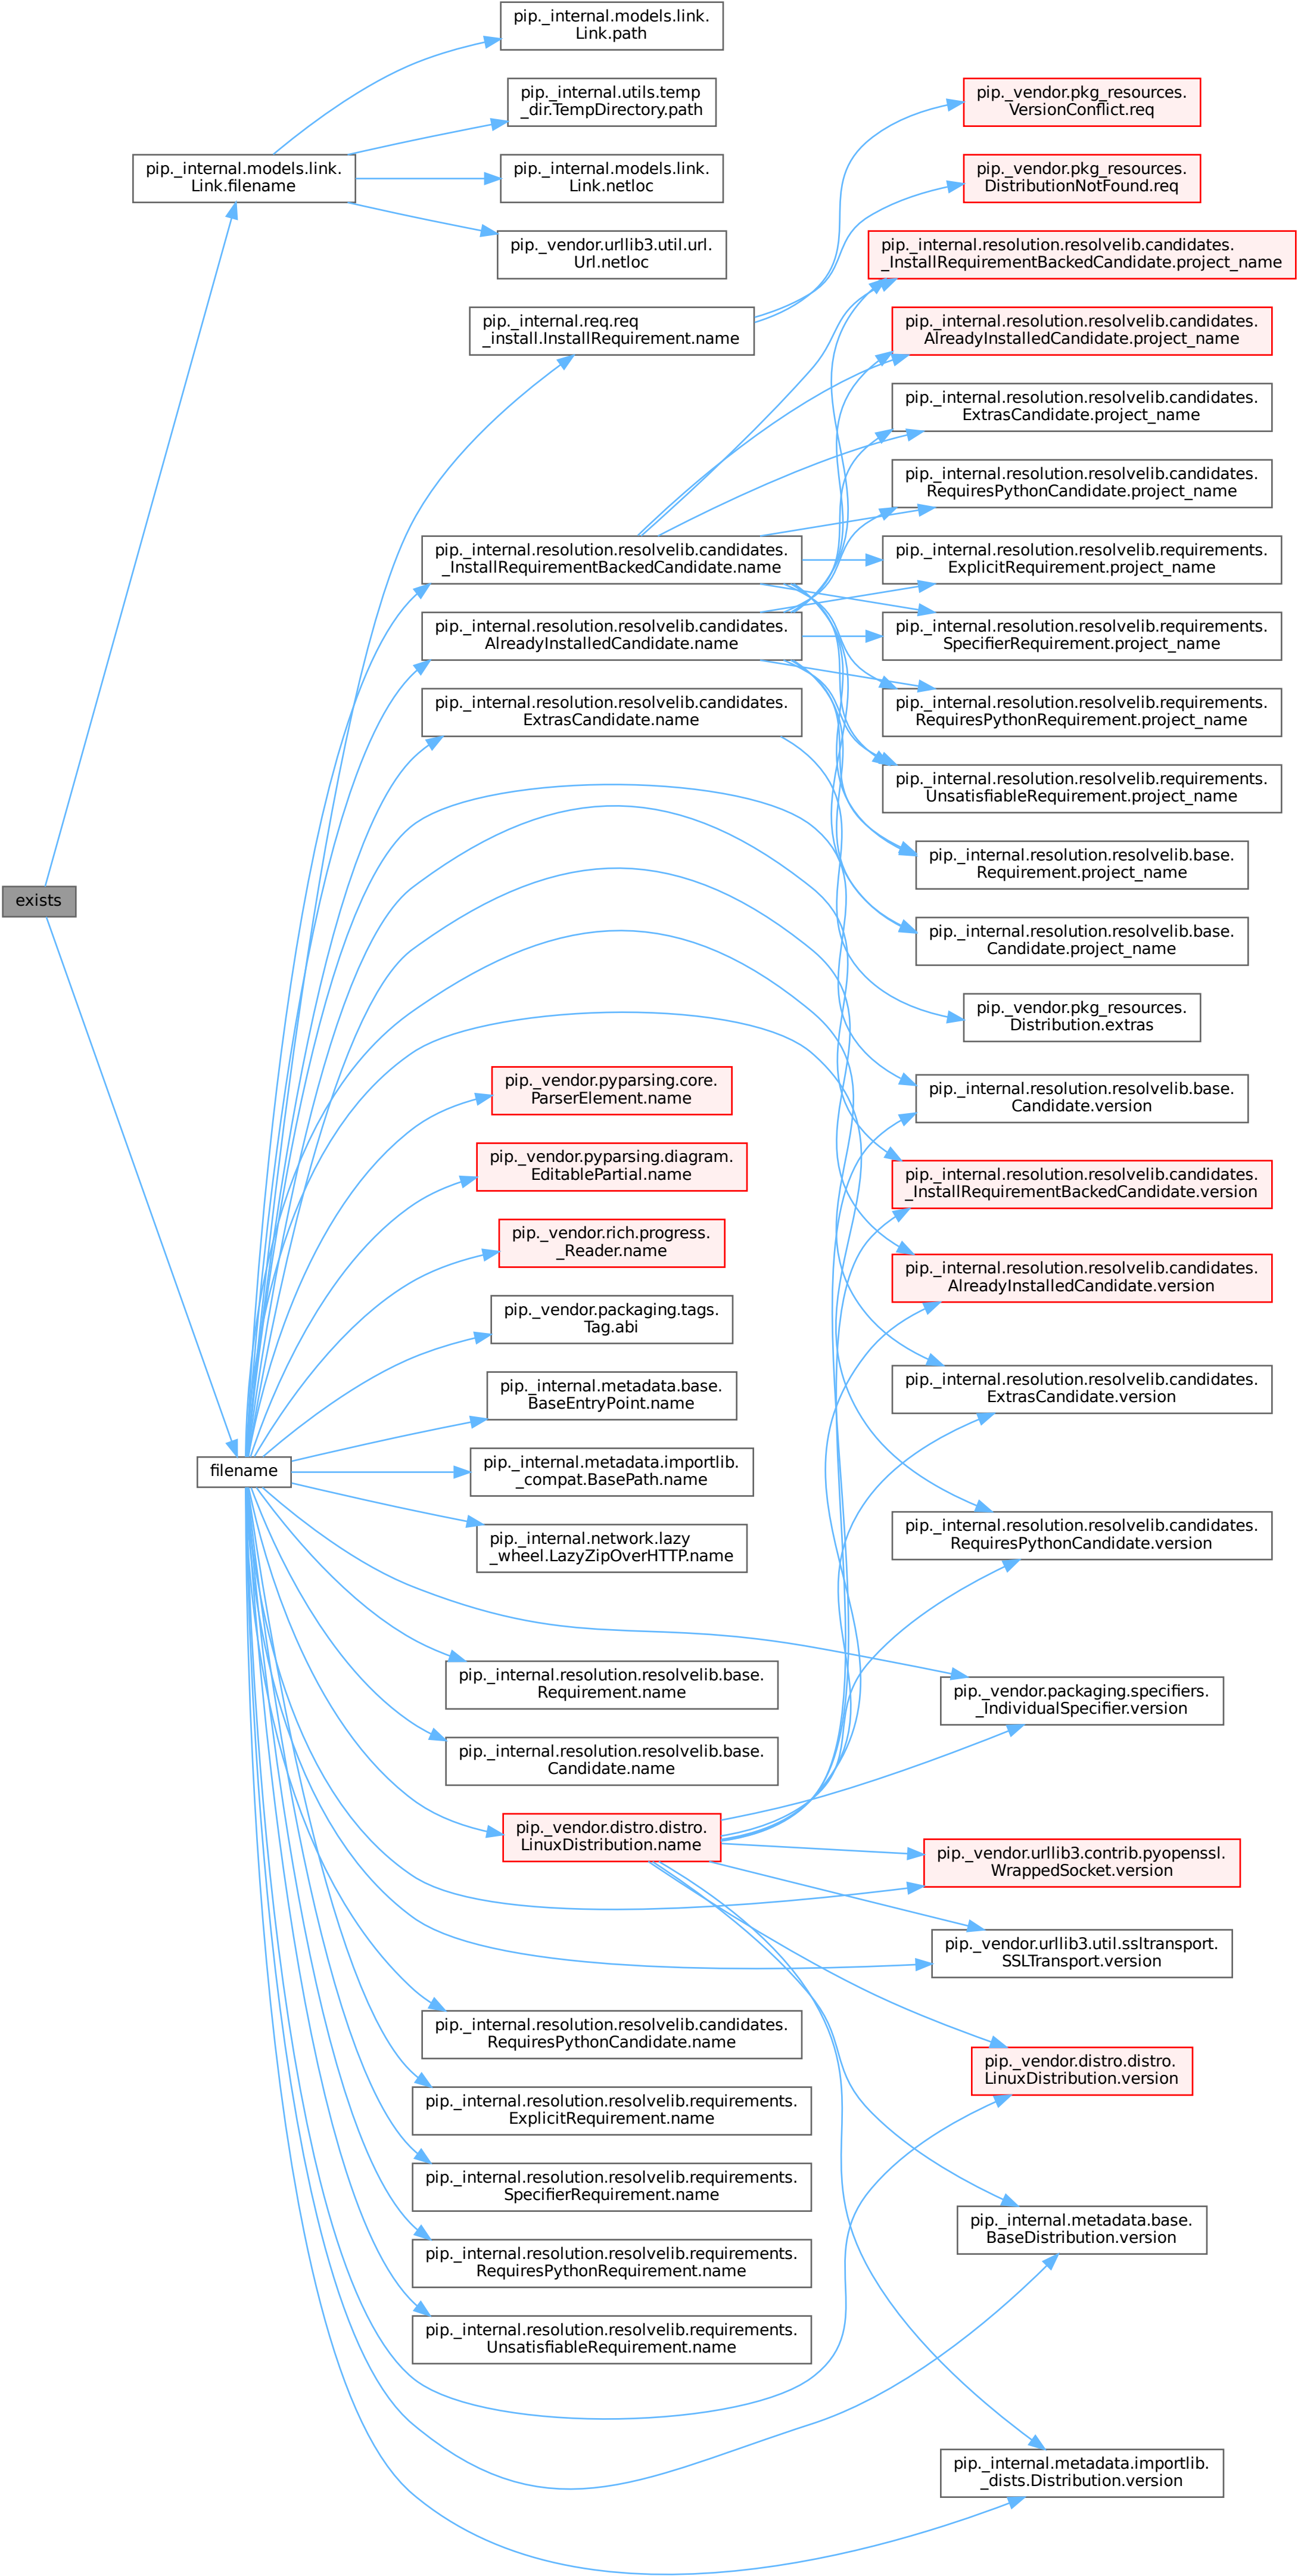 exists
pip._internal.models.link.
Link.filename
filename
pip._internal.models.link.
Link.path
pip._internal.utils.temp
_dir.TempDirectory.path
pip._internal.models.link.
Link.netloc
pip._vendor.urllib3.util.url.
Url.netloc
pip._internal.req.req
_install.InstallRequirement.name
pip._internal.resolution.resolvelib.candidates.
_InstallRequirementBackedCandidate.name
pip._internal.resolution.resolvelib.candidates.
AlreadyInstalledCandidate.name
pip._internal.resolution.resolvelib.candidates.
ExtrasCandidate.name
pip._vendor.pyparsing.core.
ParserElement.name
pip._vendor.pyparsing.diagram.
EditablePartial.name
pip._vendor.rich.progress.
_Reader.name
pip._vendor.packaging.tags.
Tag.abi
pip._internal.metadata.base.
BaseEntryPoint.name
pip._internal.metadata.importlib.
_compat.BasePath.name
pip._internal.network.lazy
_wheel.LazyZipOverHTTP.name
pip._internal.resolution.resolvelib.base.
Requirement.name
pip._internal.resolution.resolvelib.base.
Candidate.name
pip._vendor.distro.distro.
LinuxDistribution.name
pip._internal.resolution.resolvelib.candidates.
RequiresPythonCandidate.name
pip._internal.resolution.resolvelib.requirements.
ExplicitRequirement.name
pip._internal.resolution.resolvelib.requirements.
SpecifierRequirement.name
pip._internal.resolution.resolvelib.requirements.
RequiresPythonRequirement.name
pip._internal.resolution.resolvelib.requirements.
UnsatisfiableRequirement.name
pip._vendor.pkg_resources.
VersionConflict.req
pip._vendor.pkg_resources.
DistributionNotFound.req
pip._internal.resolution.resolvelib.candidates.
_InstallRequirementBackedCandidate.project_name
pip._internal.resolution.resolvelib.candidates.
AlreadyInstalledCandidate.project_name
pip._internal.resolution.resolvelib.candidates.
ExtrasCandidate.project_name
pip._internal.resolution.resolvelib.candidates.
RequiresPythonCandidate.project_name
pip._internal.resolution.resolvelib.requirements.
ExplicitRequirement.project_name
pip._internal.resolution.resolvelib.requirements.
SpecifierRequirement.project_name
pip._internal.resolution.resolvelib.requirements.
RequiresPythonRequirement.project_name
pip._internal.resolution.resolvelib.requirements.
UnsatisfiableRequirement.project_name
pip._internal.resolution.resolvelib.base.
Requirement.project_name
pip._internal.resolution.resolvelib.base.
Candidate.project_name
pip._vendor.pkg_resources.
Distribution.extras
pip._internal.resolution.resolvelib.base.
Candidate.version
pip._internal.resolution.resolvelib.candidates.
_InstallRequirementBackedCandidate.version
pip._internal.resolution.resolvelib.candidates.
AlreadyInstalledCandidate.version
pip._internal.resolution.resolvelib.candidates.
ExtrasCandidate.version
pip._internal.resolution.resolvelib.candidates.
RequiresPythonCandidate.version
pip._vendor.packaging.specifiers.
_IndividualSpecifier.version
pip._vendor.urllib3.contrib.pyopenssl.
WrappedSocket.version
pip._vendor.urllib3.util.ssltransport.
SSLTransport.version
pip._vendor.distro.distro.
LinuxDistribution.version
pip._internal.metadata.base.
BaseDistribution.version
pip._internal.metadata.importlib.
_dists.Distribution.version